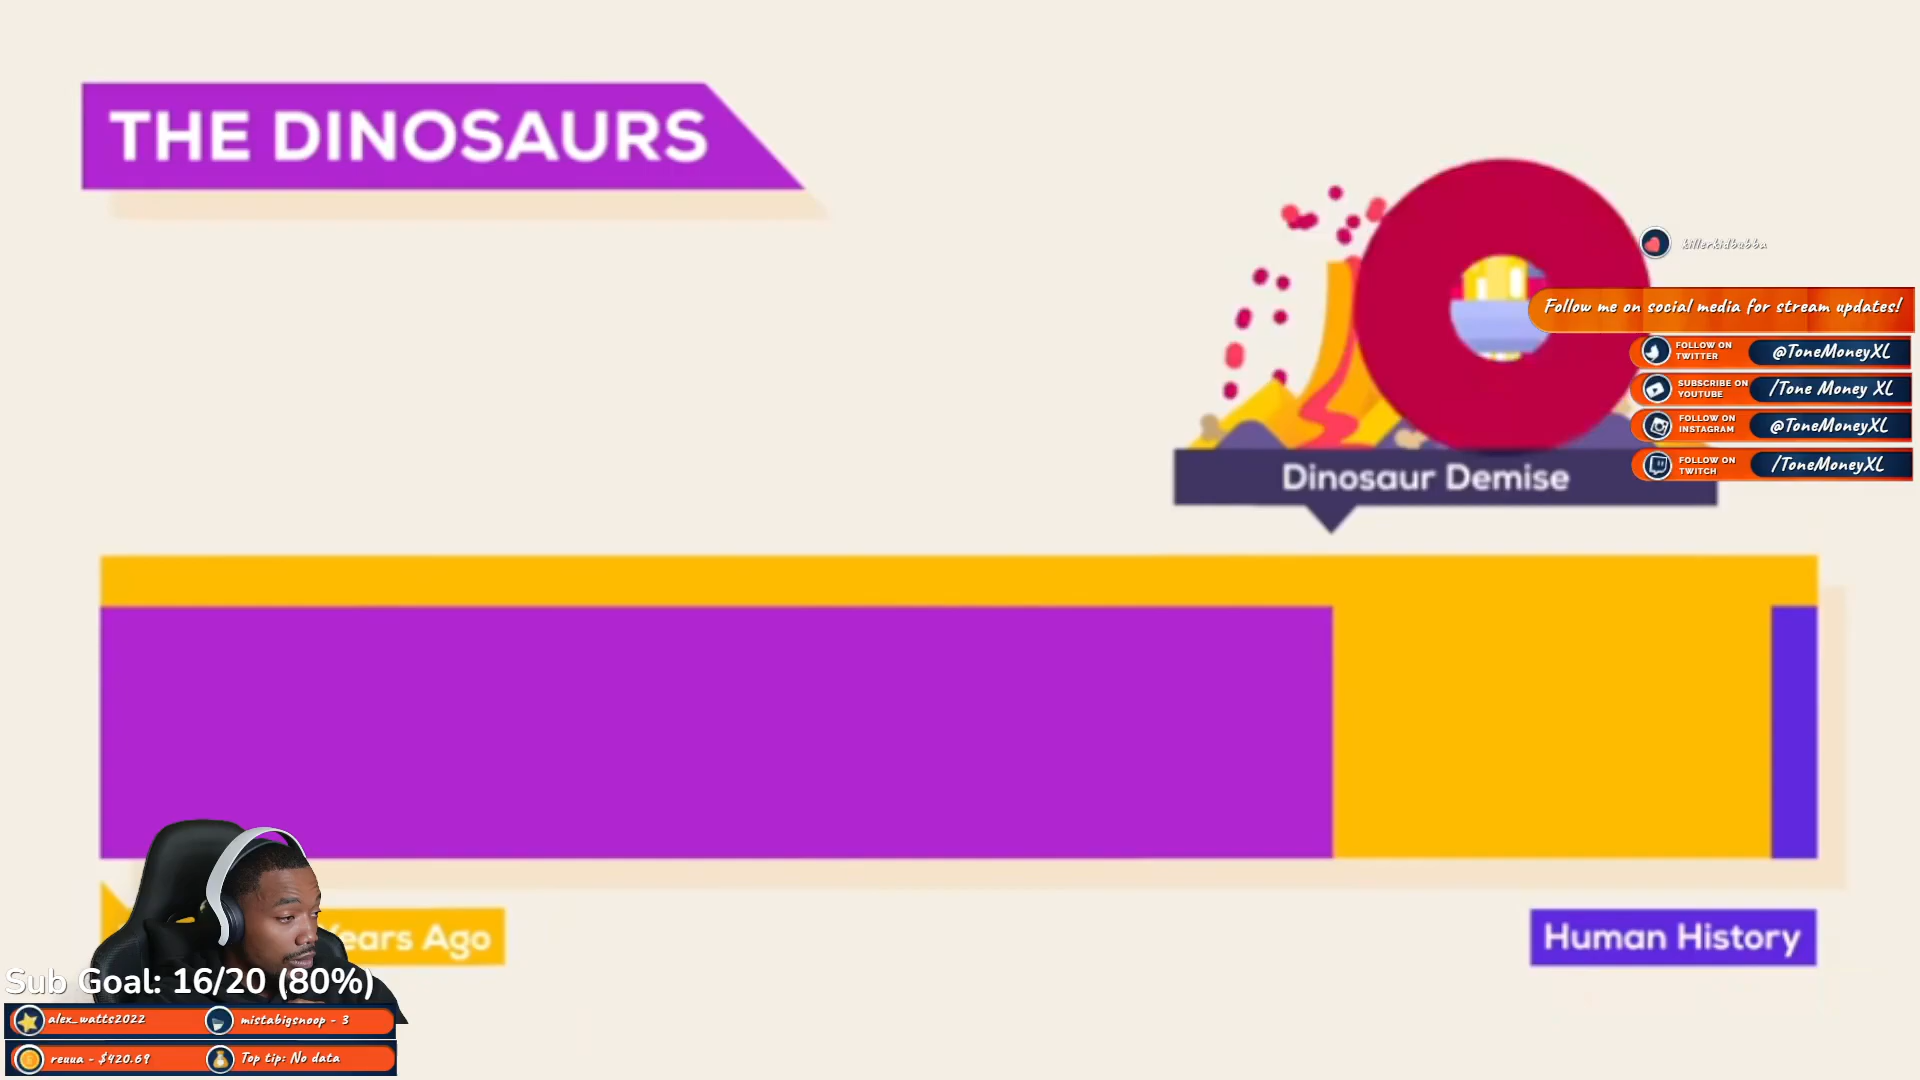 THE DINOSAURS
killerkidbubba
Follow me on social media for stream updates!
FOLLOW ON
TWITTER
@ToneMoneyXL
SUBSCRIBE ON
YOUTUBE
/Tone Money XL
FOLLOW ON
INSTAGRAM
@ToneMoneyXL
FOLLOW ON
TWITCH
/ToneMoneyXL
Dinosaur Demise
Years Ago
Human History
Sub Goal: 16/20 (80%)
alex_watts2022
mistabigsnoop - 3
reuua - $420.69
Top tip: No data